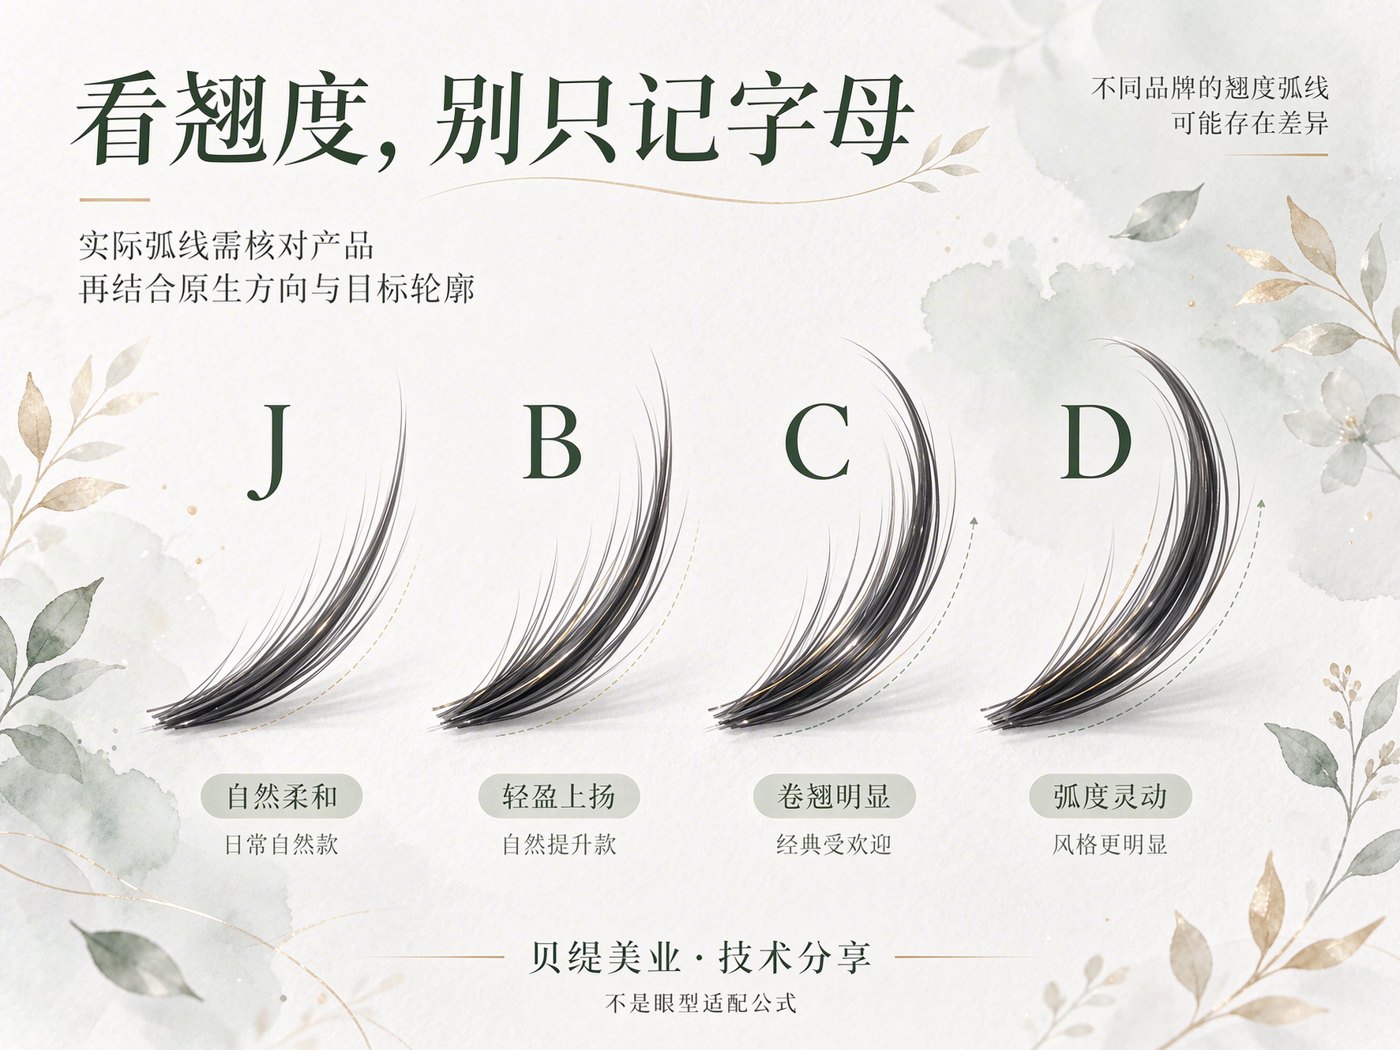 看翘度，别只记字母
不同品牌的翘度弧线
可能存在差异
实际弧线需核对产品
再结合原生方向与目标轮廓
J
B
C
D
自然柔和
日常自然款
轻盈上扬
自然提升款
卷翘明显
经典受欢迎
弧度灵动
风格更明显
贝缇美业·技术分享
不是眼型适配公式